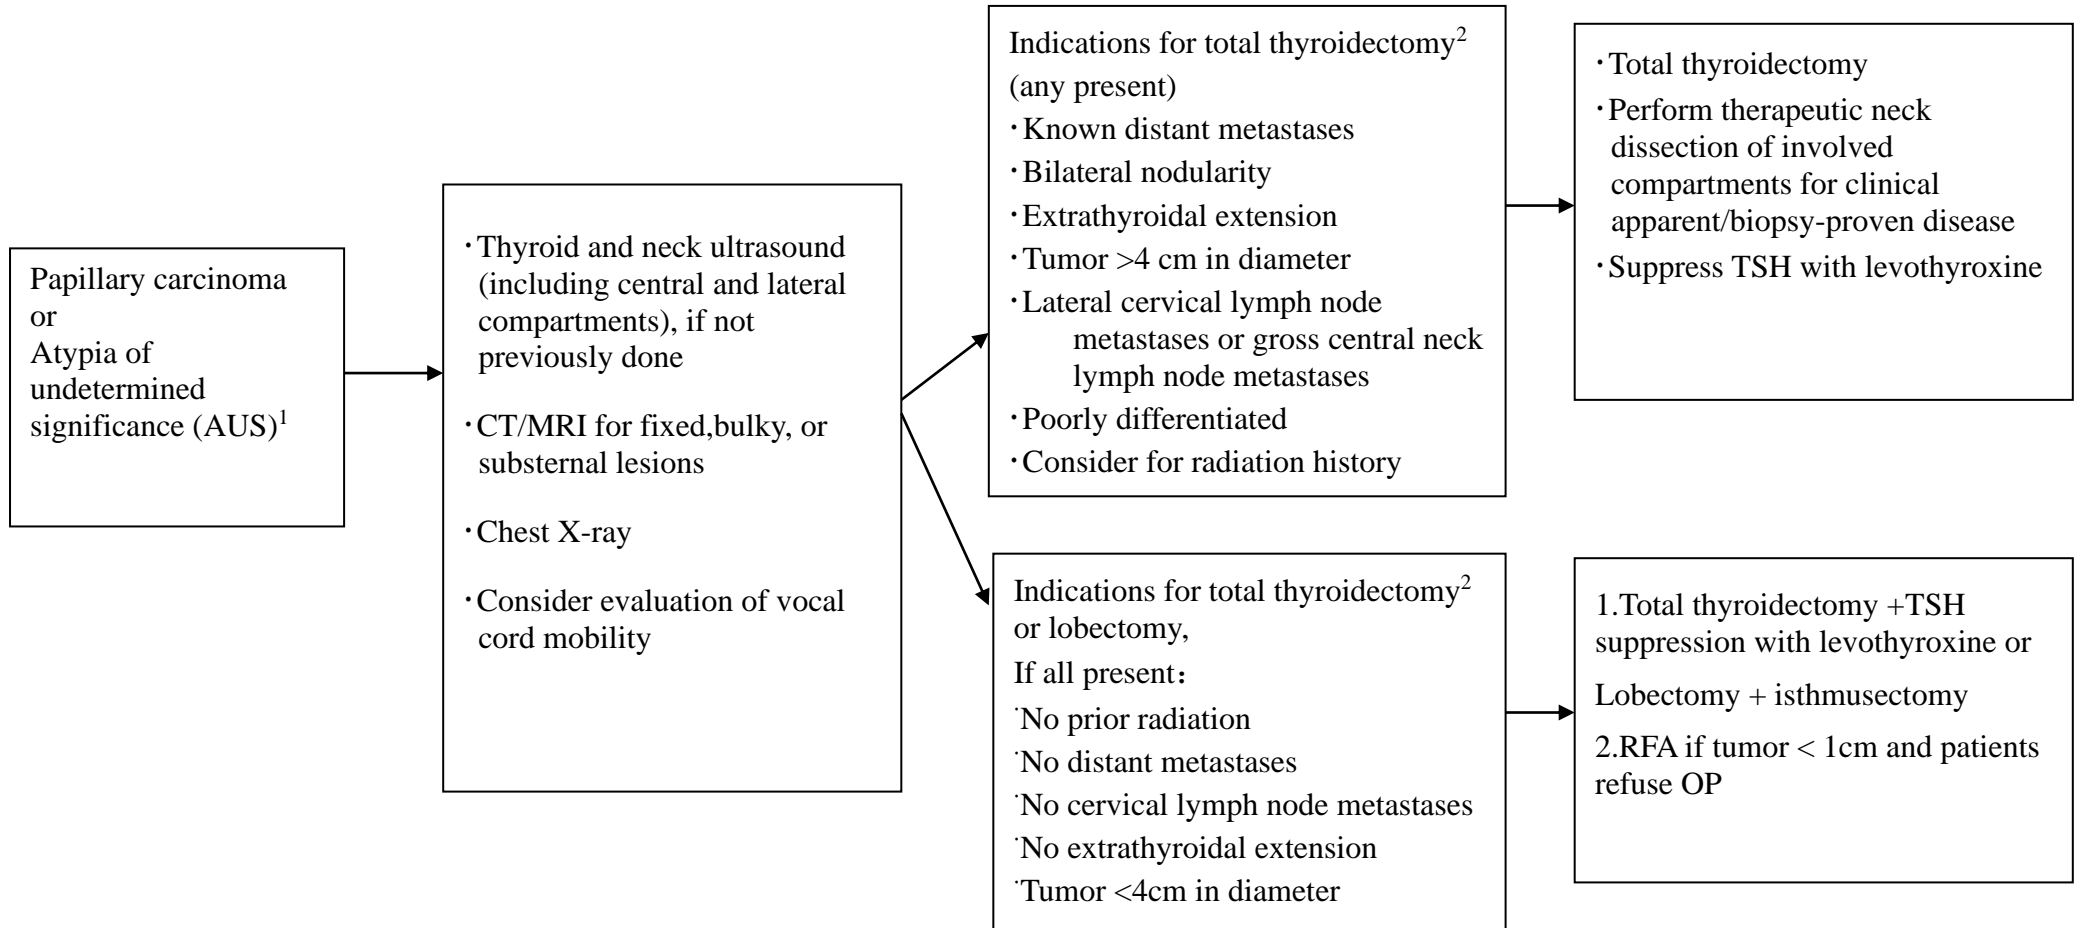 Papillary carcinoma
or
Atypia of
undetermined
significance (AUS)1
·Thyroid and neck ultrasound
(including central and lateral
compartments), if not
previously done
·CT/MRI for fixed,bulky, or
substernal lesions
·Chest X-ray
·Consider evaluation of vocal
cord mobility
Indications for total thyroidectomy2
(any present)
·Known distant metastases
·Bilateral nodularity
·Extrathyroidal extension
·Tumor >4 cm in diameter
·Lateral cervical lymph node
metastases or gross central neck
lymph node metastases
·Poorly differentiated
·Consider for radiation history
·Total thyroidectomy
·Perform therapeutic neck
dissection of involved
compartments for clinical
apparent/biopsy-proven disease
·Suppress TSH with levothyroxine
Indications for total thyroidectomy2
or lobectomy,
If all present：
·No prior radiation
·No distant metastases
·No cervical lymph node metastases
·No extrathyroidal extension
·Tumor <4cm in diameter
1.Total thyroidectomy +TSH
suppression with levothyroxine or
Lobectomy + isthmusectomy
2.RFA if tumor < 1cm and patients
refuse OP